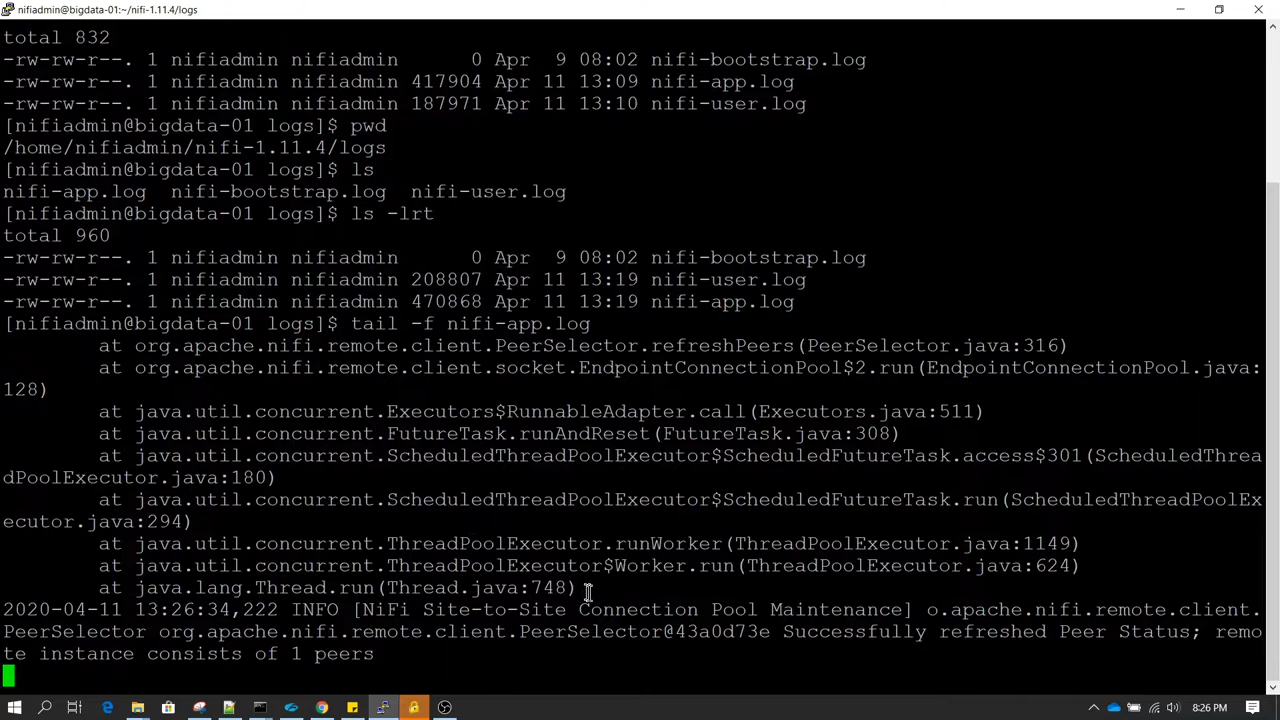 nifiadmin@bigdata-01:~/nifi-1.11.4/logs
total 832
-rw-rw-r--. 1 nifiadmin nifiadmin      0 Apr  9 08:02 nifi-bootstrap.log
-rw-rw-r--. 1 nifiadmin nifiadmin 417904 Apr 11 13:09 nifi-app.log
-rw-rw-r--. 1 nifiadmin nifiadmin 187971 Apr 11 13:10 nifi-user.log
[nifiadmin@bigdata-01 logs]$ pwd
/home/nifiadmin/nifi-1.11.4/logs
[nifiadmin@bigdata-01 logs]$ ls
nifi-app.log  nifi-bootstrap.log  nifi-user.log
[nifiadmin@bigdata-01 logs]$ ls -lrt
total 960
-rw-rw-r--. 1 nifiadmin nifiadmin      0 Apr  9 08:02 nifi-bootstrap.log
-rw-rw-r--. 1 nifiadmin nifiadmin 208807 Apr 11 13:19 nifi-user.log
-rw-rw-r--. 1 nifiadmin nifiadmin 470868 Apr 11 13:19 nifi-app.log
[nifiadmin@bigdata-01 logs]$ tail -f nifi-app.log
        at org.apache.nifi.remote.client.PeerSelector.refreshPeers(PeerSelector.java:316)
        at org.apache.nifi.remote.client.socket.EndpointConnectionPool$2.run(EndpointConnectionPool.java:
128)
        at java.util.concurrent.Executors$RunnableAdapter.call(Executors.java:511)
        at java.util.concurrent.FutureTask.runAndReset(FutureTask.java:308)
        at java.util.concurrent.ScheduledThreadPoolExecutor$ScheduledFutureTask.access$301(ScheduledThrea
dPoolExecutor.java:180)
        at java.util.concurrent.ScheduledThreadPoolExecutor$ScheduledFutureTask.run(ScheduledThreadPoolEx
ecutor.java:294)
        at java.util.concurrent.ThreadPoolExecutor.runWorker(ThreadPoolExecutor.java:1149)
        at java.util.concurrent.ThreadPoolExecutor$Worker.run(ThreadPoolExecutor.java:624)
        at java.lang.Thread.run(Thread.java:748)
2020-04-11 13:26:34,222 INFO [NiFi Site-to-Site Connection Pool Maintenance] o.apache.nifi.remote.client.
PeerSelector org.apache.nifi.remote.client.PeerSelector@43a0d73e Successfully refreshed Peer Status; remo
te instance consists of 1 peers
8:26 PM